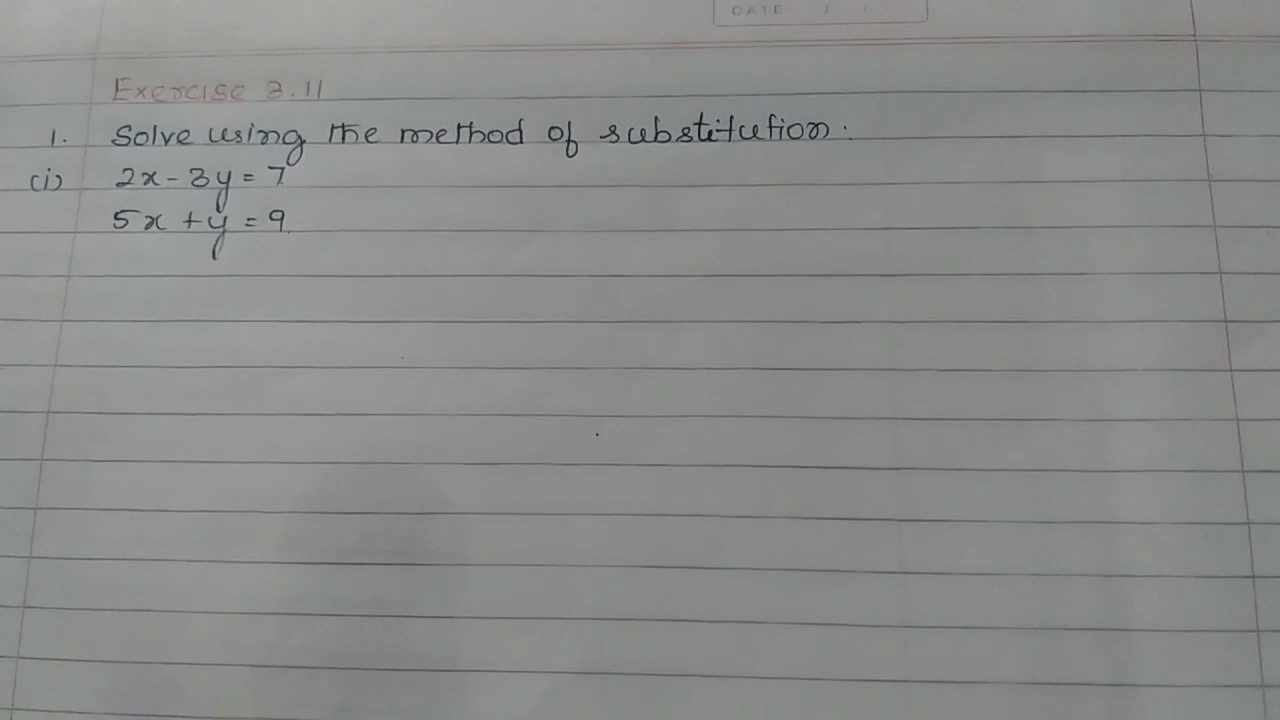 DATE / /
Exercise 3.11
1. Solve using the method of substitution.
(i) 2x - 3y = 7
5x + y = 9